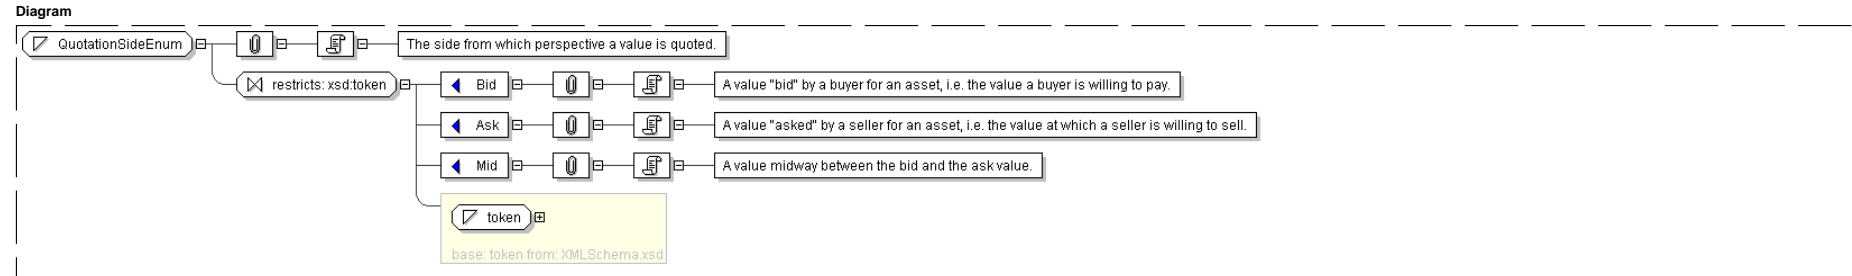 Diagram
QuotationSideEnum The side from which perspective a value is quoted.
restricts: xsd:token Bid A value "bid" by a buyer for an asset, i.e. the value a buyer is willing to pay.
Ask A value "asked" by a seller for an asset, i.e. the value at which a seller is willing to sell.
Mid A value midway between the bid and the ask value.
token
base: token from: XMLSchema.xsd